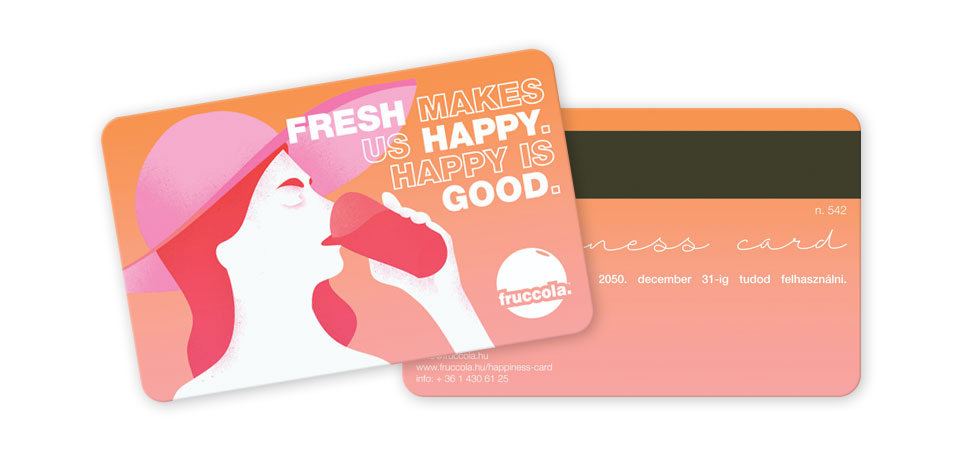 FRESH MAKES
US HAPPY.
HAPPY IS
GOOD.
fruccola.
n. 542
ness card
2050. december 31-ig tudod felhasználni.
www.fruccola.hu/happiness-card
info: + 36 1 430 61 25